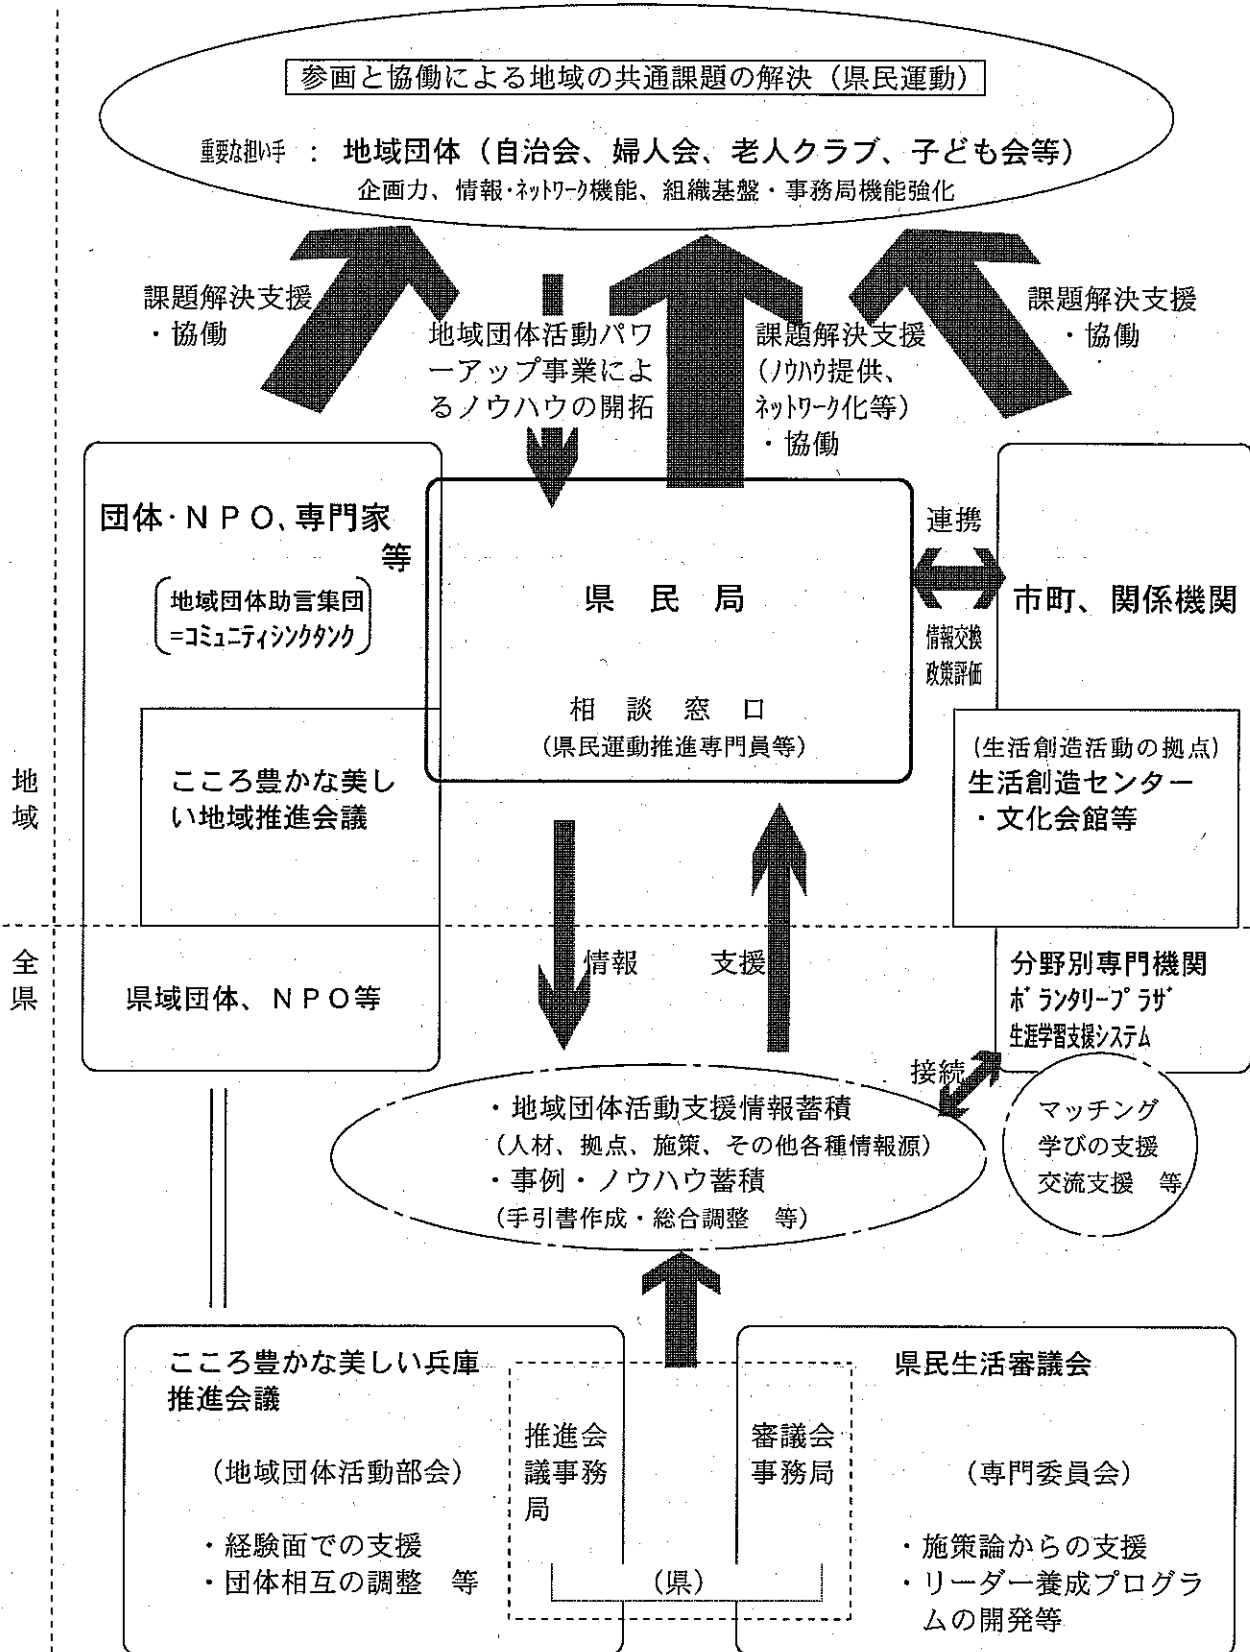 参画と協働による地域の共通課題の解決（県民運動）
重要な担い手　：　地域団体（自治会、婦人会、老人クラブ、子ども会等）
企画力、情報・ネットワーク機能、組織基盤・事務局機能強化
課題解決支援
・協働
地域団体活動パワ
ーアップ事業によ
るノウハウの開拓
課題解決支援
（ノウハウ提供、
ネットワーク化等）
・協働
課題解決支援
・協働
団体・ＮＰＯ、専門家
等
地域団体助言集団
=コミュニティシンクタンク
県　民　局
相　談　窓　口
（県民運動推進専門員等）
連携
情報交換
政策評価
市町、関係機関
こころ豊かな美し
い地域推進会議
（生活創造活動の拠点）
生活創造センター
・文化会館等
地
域
全
県
県域団体、ＮＰＯ等
情報
支援
分野別専門機関
ボランタリープラザ
生涯学習支援システム
接続
・地域団体活動支援情報蓄積
（人材、拠点、施策、その他各種情報源）
・事例・ノウハウ蓄積
（手引書作成・総合調整　等）
マッチング
学びの支援
交流支援　等
こころ豊かな美しい兵庫
推進会議
（地域団体活動部会）
・経験面での支援
・団体相互の調整　等
推進会
議事務
局
審議会
事務局
（県）
県民生活審議会
（専門委員会）
・施策論からの支援
・リーダー養成プログラ
ムの開発等